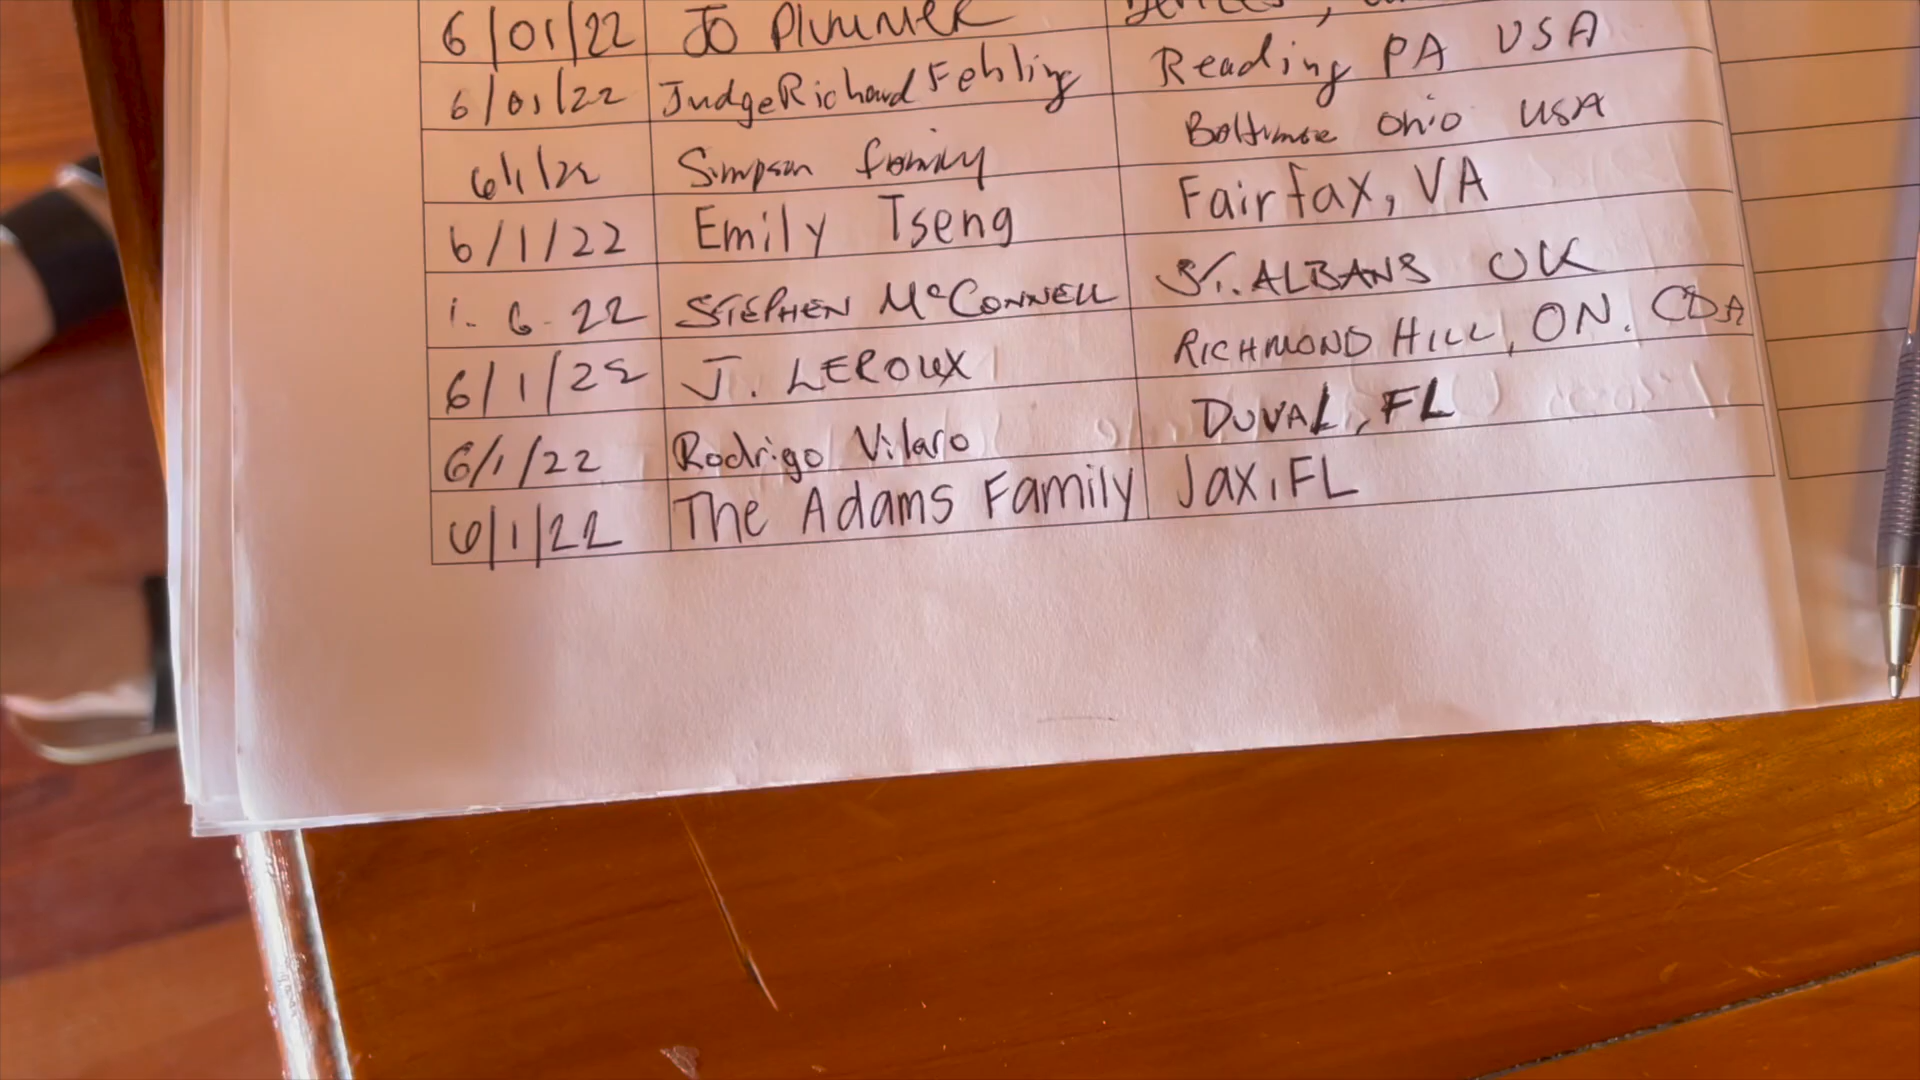 6/01/22 Jo Plummer
6/01/22 Judge Richard Fehling Reading PA USA
6/1/22 Simpson family Baltimore Ohio USA
6/1/22 Emily Tseng Fairfax, VA
1. 6. 22 STEPHEN McCONNELL ST. ALBANS UK
6/1/22 J. LEROUX RICHMOND HILL, ON. CDA
6/1/22 Rodrigo Vilaro DUVAL, FL
6/1/22 The Adams Family Jax, FL